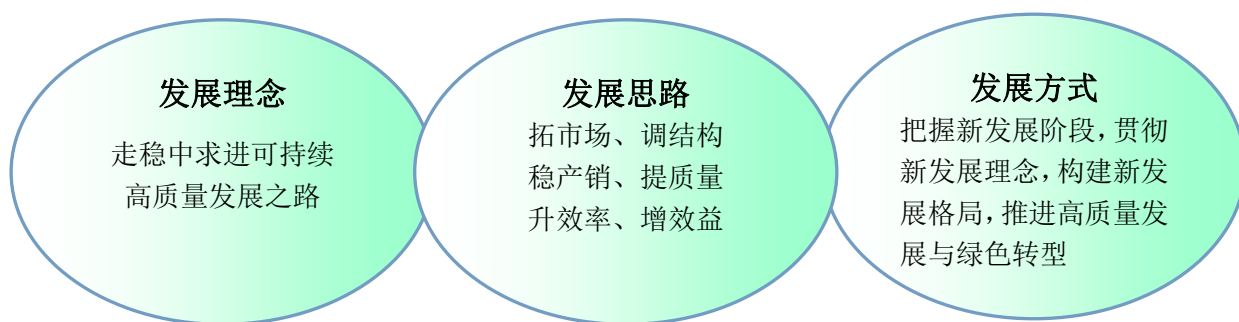 发展理念
走稳中求进可持续
高质量发展之路
发展思路
拓市场、调结构
稳产销、提质量
升效率、增效益
发展方式
把握新发展阶段，贯彻
新发展理念，构建新发
展格局，推进高质量发
展与绿色转型